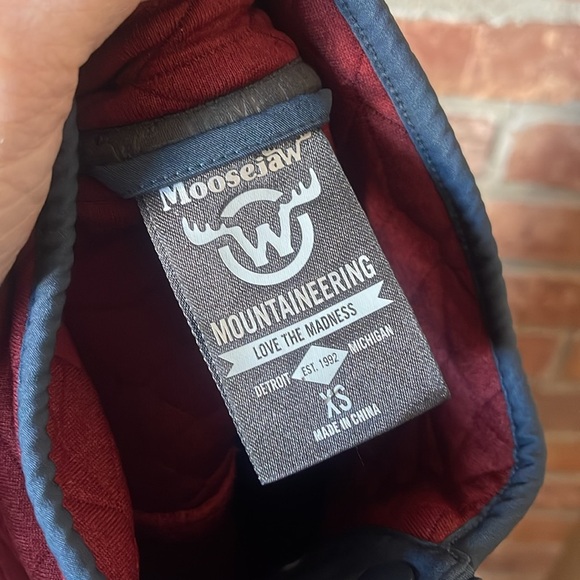 Moosejaw
W
MOUNTAINEERING
LOVE THE MADNESS
DETROIT EST. 1992 MICHIGAN
XS
MADE IN CHINA